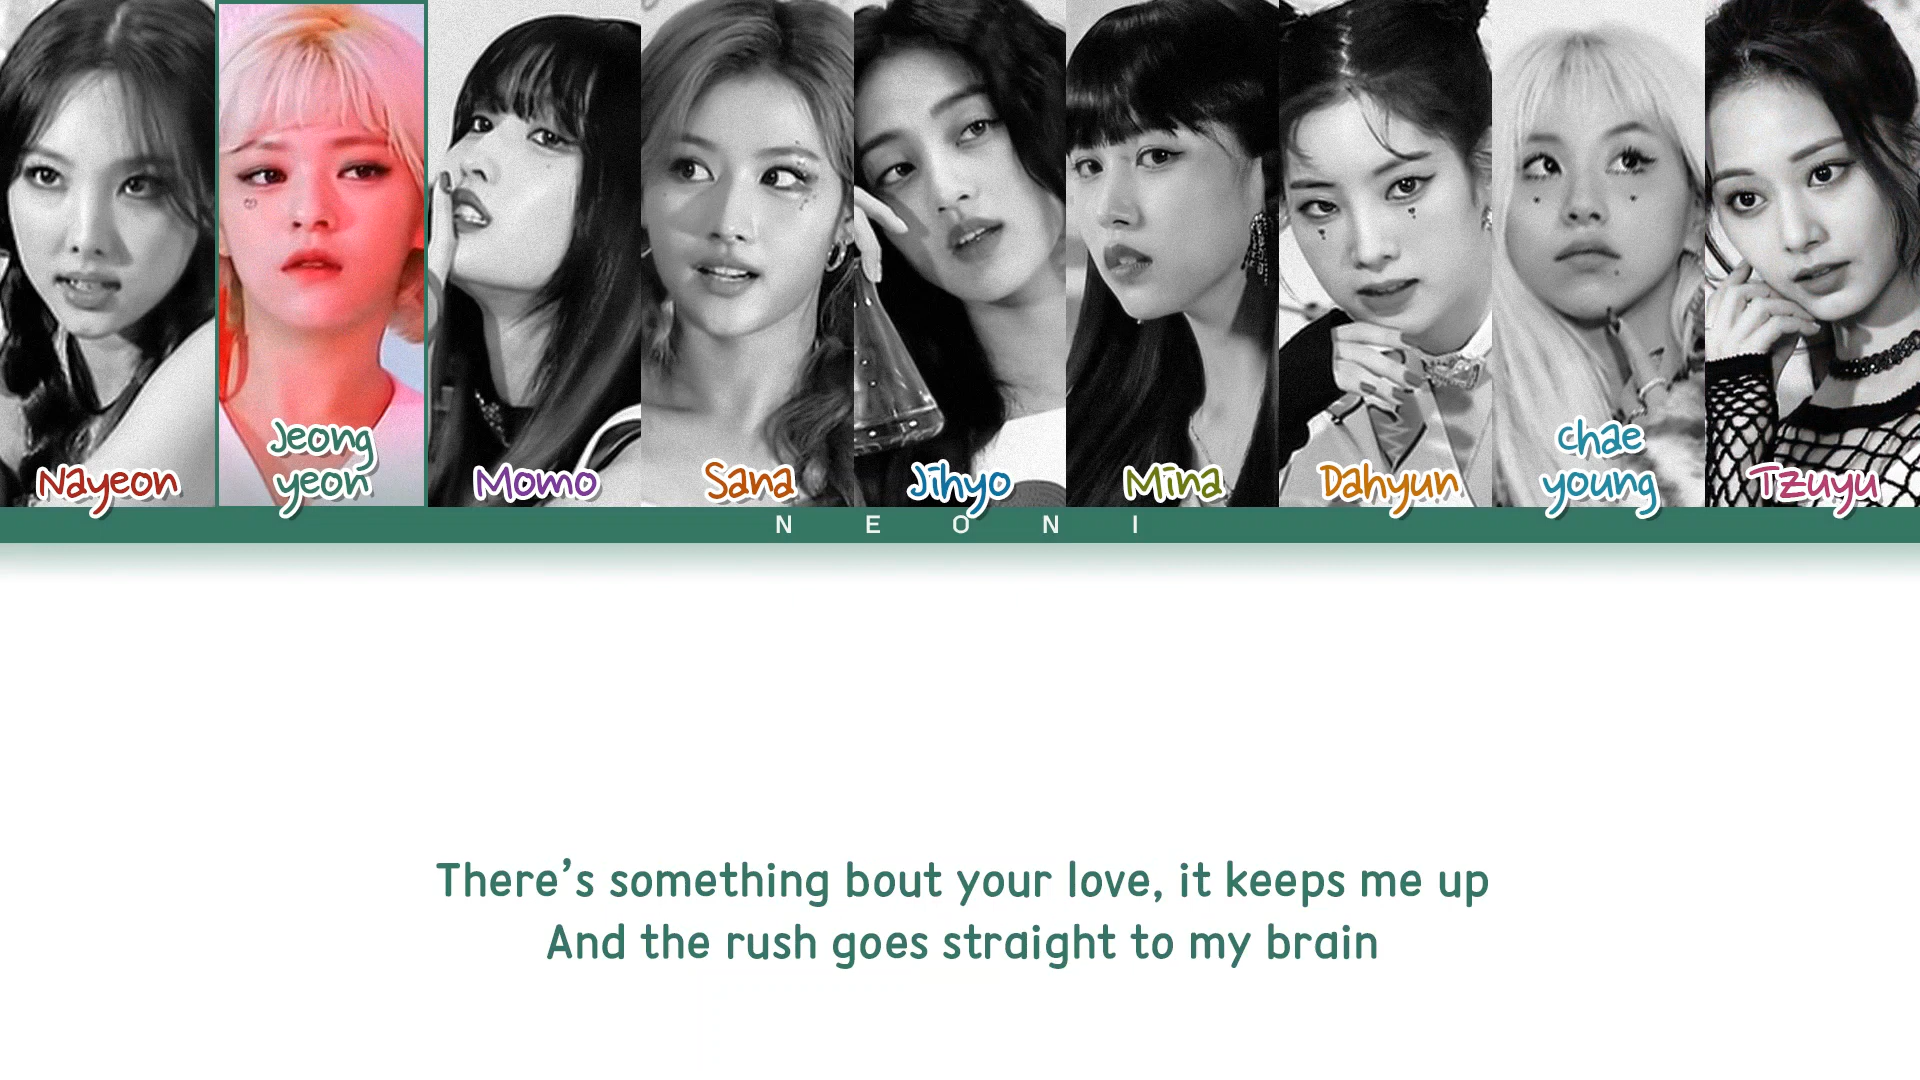 Nayeon
Jeong
yeon
Momo
Sana
Jihyo
Mina
Dahyun
chae
young
Tzuyu
N E O N I
There's something bout your love, it keeps me up
And the rush goes straight to my brain